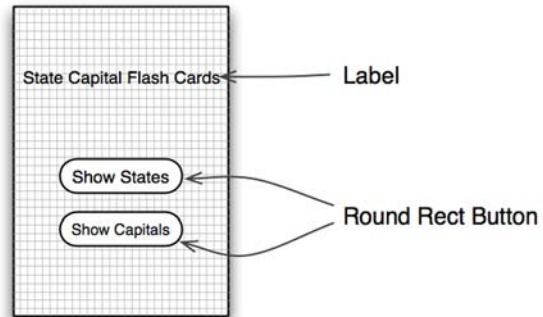 State Capital Flash Cards
Label
Show States
Show Capitals
Round Rect Button